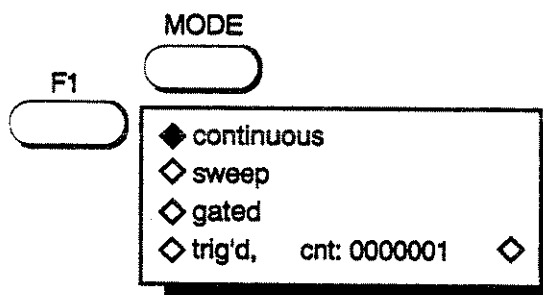 MODE
F1
◆ continuous
◇ sweep
◇ gated
◇ trig'd, cnt: 0000001 ◇